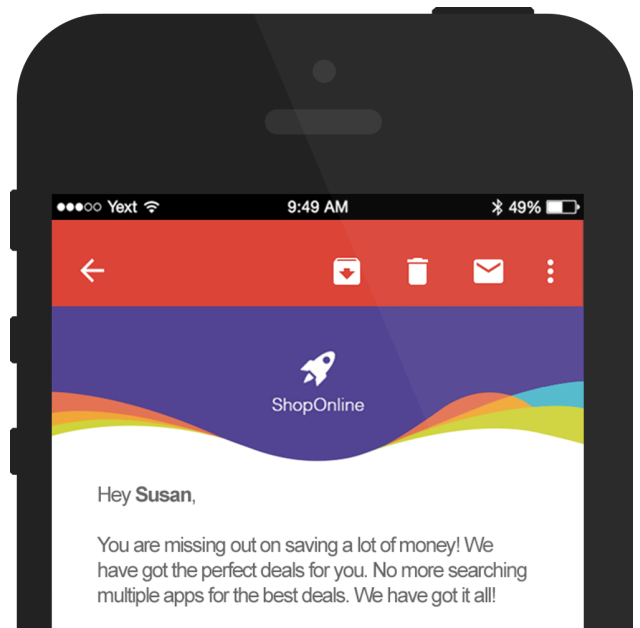 Yext 9:49 AM 49%
ShopOnline
Hey Susan,
You are missing out on saving a lot of money! We
have got the perfect deals for you. No more searching
multiple apps for the best deals. We have got it all!